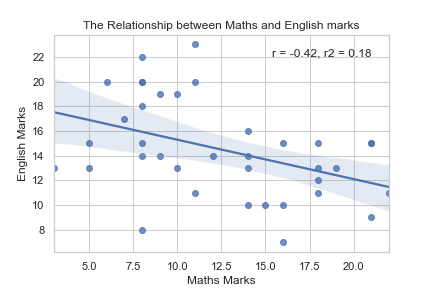 The Relationship between Maths and English marks
r = -0.42, r2 = 0.18
22
20
18
16
14
12
10
8
English Marks
5.0 7.5 10.0 12.5 15.0 17.5 20.0
Maths Marks